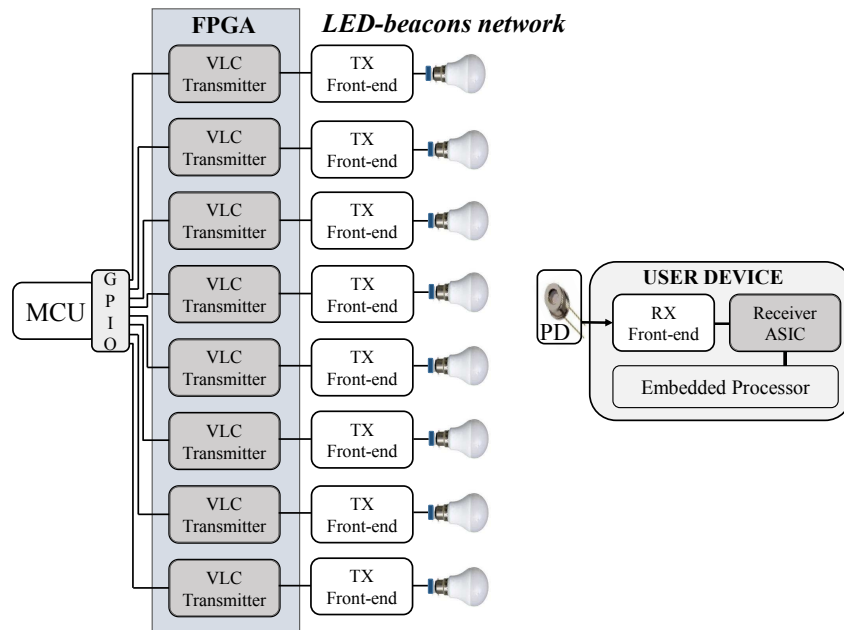 FPGA
LED-beacons network
VLC
Transmitter
TX
Front-end
VLC
Transmitter
TX
Front-end
VLC
Transmitter
TX
Front-end
VLC
Transmitter
TX
Front-end
VLC
Transmitter
TX
Front-end
VLC
Transmitter
TX
Front-end
VLC
Transmitter
TX
Front-end
VLC
Transmitter
TX
Front-end
MCU
G
P
I
O
PD
USER DEVICE
RX
Front-end
Receiver
ASIC
Embedded Processor